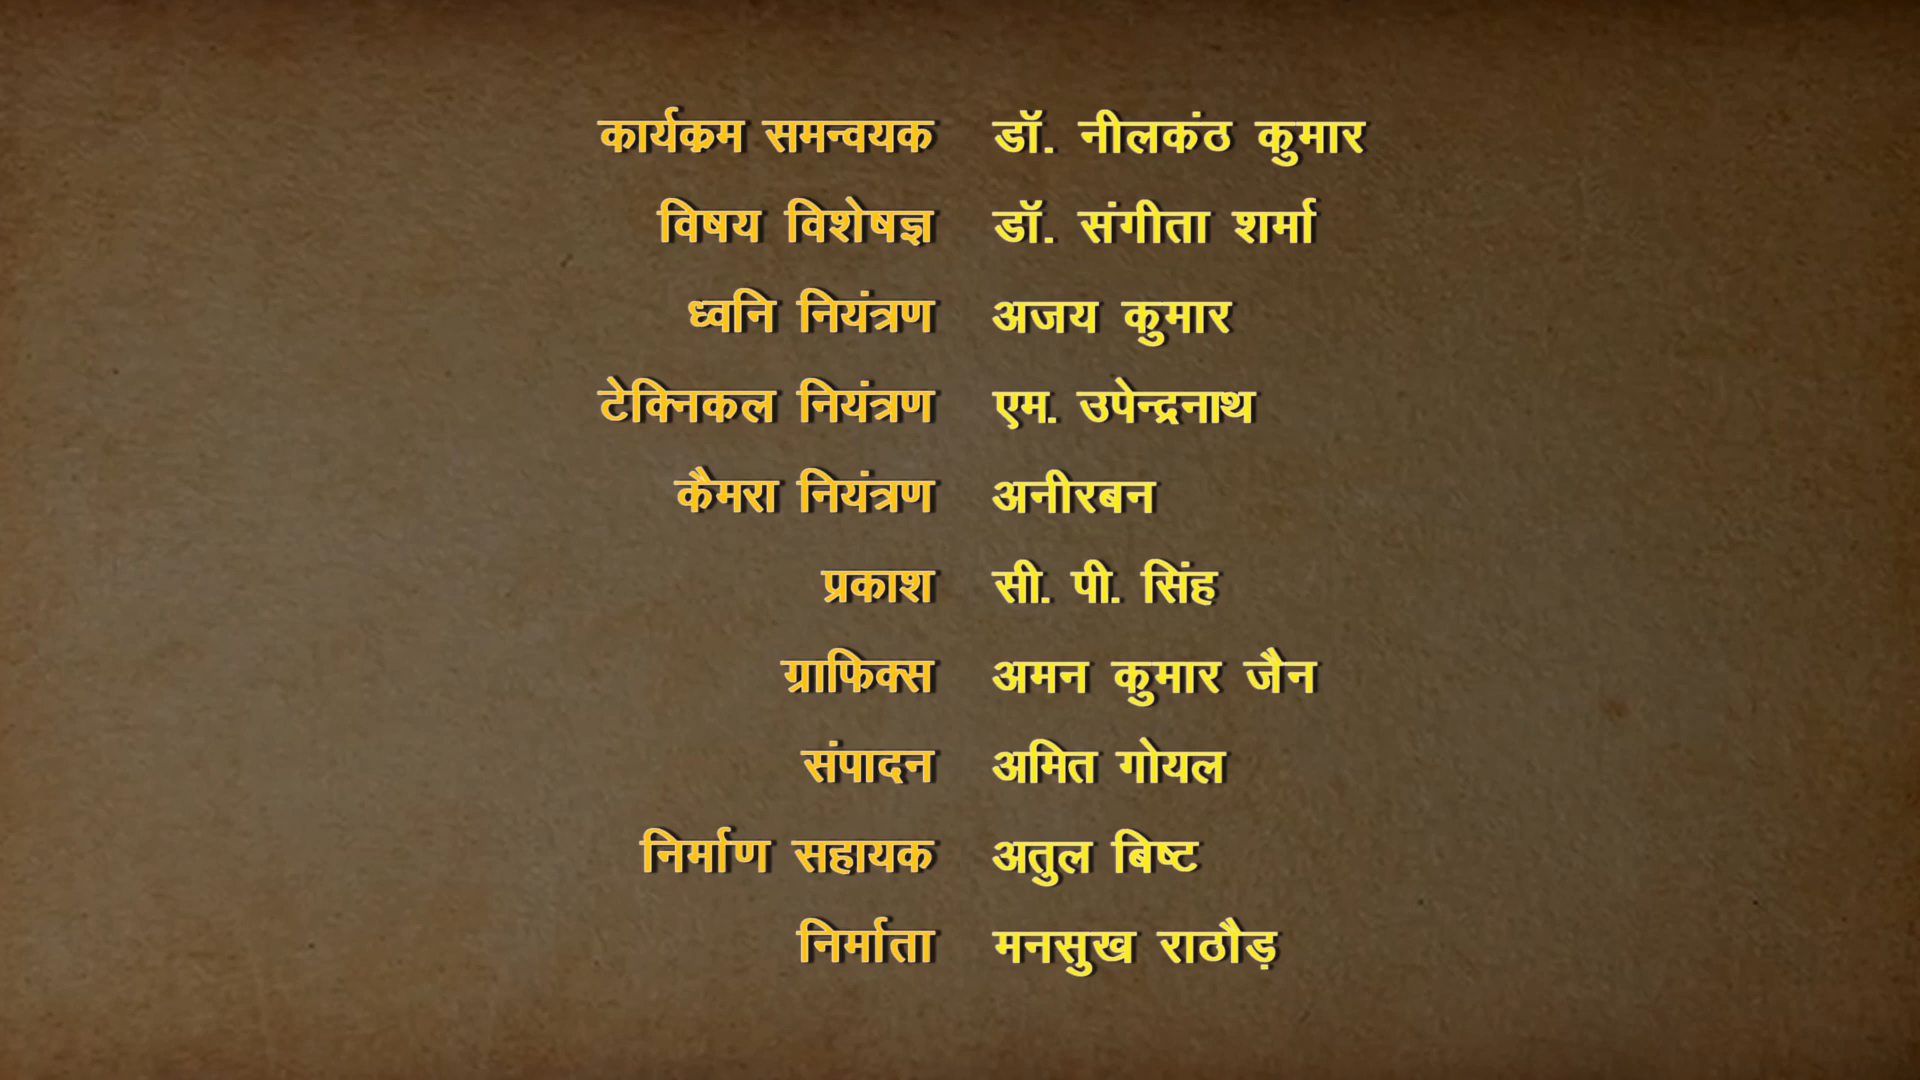 कार्यक्रम समन्वयक डॉ. नीलकंठ कुमार
विषय विशेषज्ञ डॉ. संगीता शर्मा
ध्वनि नियंत्रण अजय कुमार
टेक्निकल नियंत्रण एम. उपेन्द्रनाथ
कैमरा नियंत्रण अनीरबन
प्रकाश सी. पी. सिंह
ग्राफिक्स अमन कुमार जैन
संपादन अमित गोयल
निर्माण सहायक अतुल बिष्ट
निर्माता मनसुख राठौड़